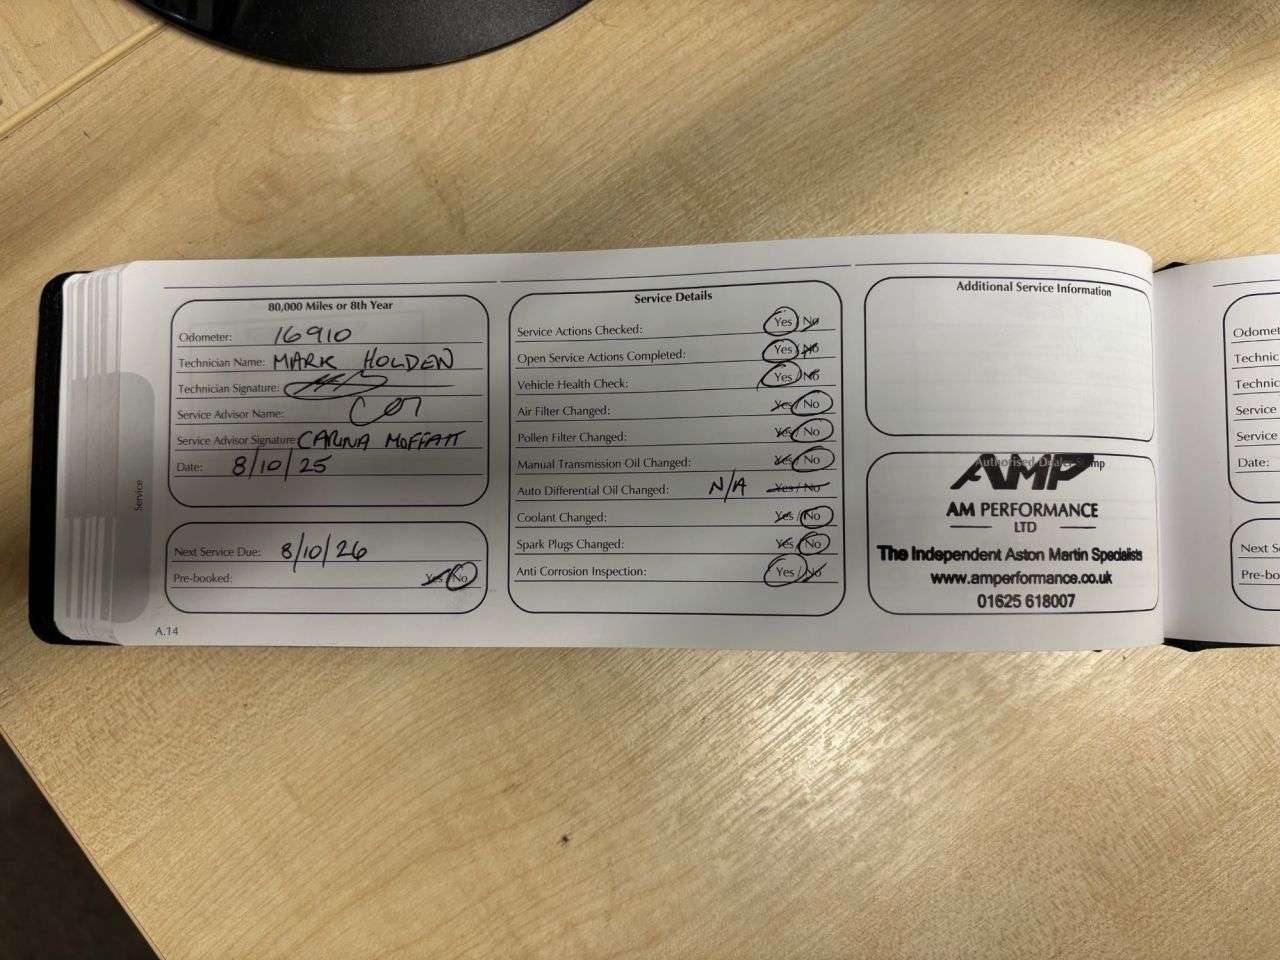 80,000 Miles or 8th Year
Odometer: 16910
Technician Name: MARK HOLDEN
Technician Signature:
Service Advisor Name:
Service Advisor Signature: CARINA MOFFATT
Date: 8/10/25
Next Service Due: 8/10/26
Pre-booked: Yes/No
A.14
Service
Service Details
Service Actions Checked: Yes/No
Open Service Actions Completed: Yes/No
Vehicle Health Check: Yes/No
Air Filter Changed: Yes/No
Pollen Filter Changed: Yes/No
Manual Transmission Oil Changed: Yes/No
Auto Differential Oil Changed: N/A Yes/No
Coolant Changed: Yes/No
Spark Plugs Changed: Yes/No
Anti Corrosion Inspection: Yes/No
Additional Service Information
Authorised Dealer Stamp
AMP
AM PERFORMANCE
LTD
The Independent Aston Martin Specialists
www.amperformance.co.uk
01625 618007
Odomet
Technic
Technic
Service
Service
Date:
Next S
Pre-bo